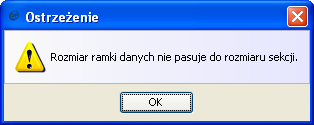 Ostrzeżenie
Rozmiar ramki danych nie pasuje do rozmiaru sekcji.
OK